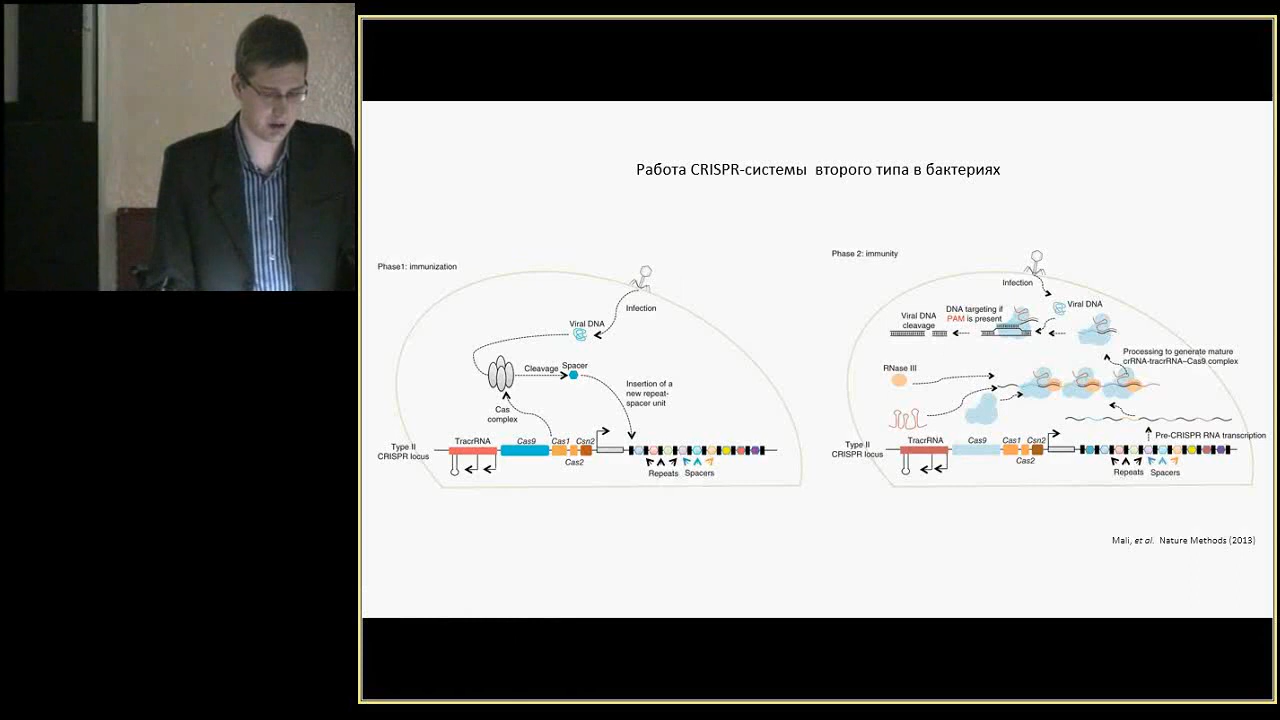 Работа CRISPR-системы второго типа в бактериях
Phase1: immunization
Infection
Viral DNA
Cleavage
Spacer
Cas
complex
Insertion of a
new repeat-
spacer unit
Type II
CRISPR locus
TracrRNA
Cas9
Cas1
Csn2
Cas2
Repeats
Spacers
Phase 2: immunity
Infection
Viral DNA
DNA targeting if
PAM is present
Viral DNA
cleavage
Processing to generate mature
crRNA-tracrRNA–Cas9 complex
RNase III
Pre-CRISPR RNA transcription
Type II
CRISPR locus
TracrRNA
Cas9
Cas1
Csn2
Cas2
Repeats
Spacers
Mali, et al. Nature Methods (2013)